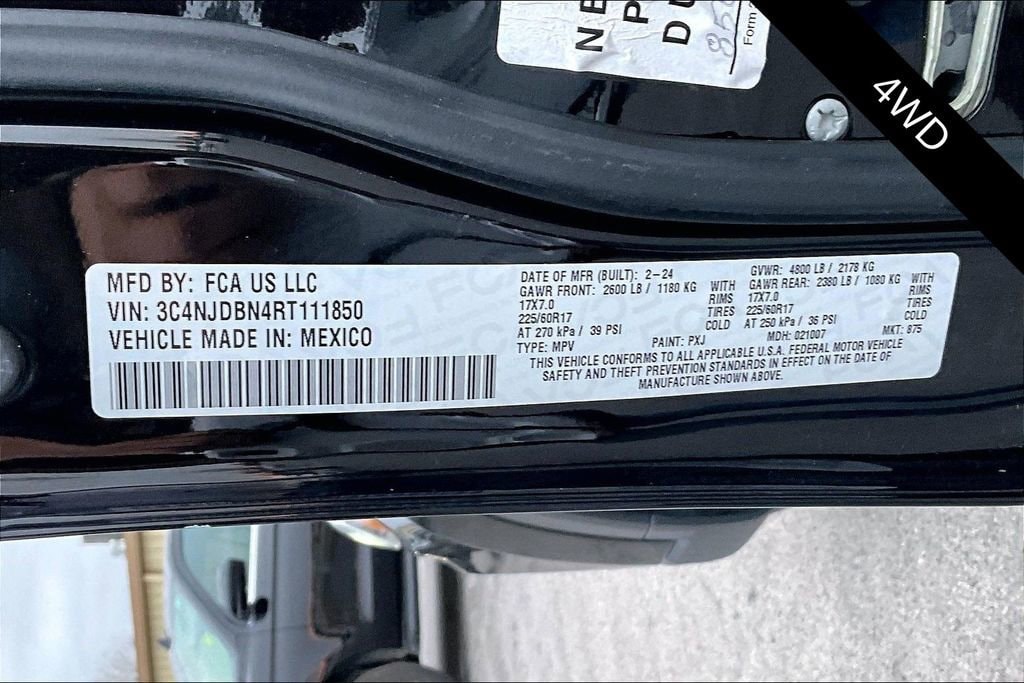 NE
P
DU
Form
4WD
MFD BY: FCA US LLC
VIN: 3C4NJDBN4RT111850
VEHICLE MADE IN: MEXICO
DATE OF MFR (BUILT): 2-24
GAWR FRONT: 2600 LB / 1180 KG WITH
17X7.0 RIMS
225/60R17 TIRES
AT 270 kPa / 39 PSI COLD
TYPE: MPV PAINT: PXJ
GVWR: 4800 LB / 2178 KG
GAWR REAR: 2380 LB / 1080 KG WITH
17X7.0 RIMS
225/60R17 TIRES
AT 250 kPa / 36 PSI COLD
MDH: 021007 MKT: 875
THIS VEHICLE CONFORMS TO ALL APPLICABLE U.S.A. FEDERAL MOTOR VEHICLE
SAFETY AND THEFT PREVENTION STANDARDS IN EFFECT ON THE DATE OF
MANUFACTURE SHOWN ABOVE.